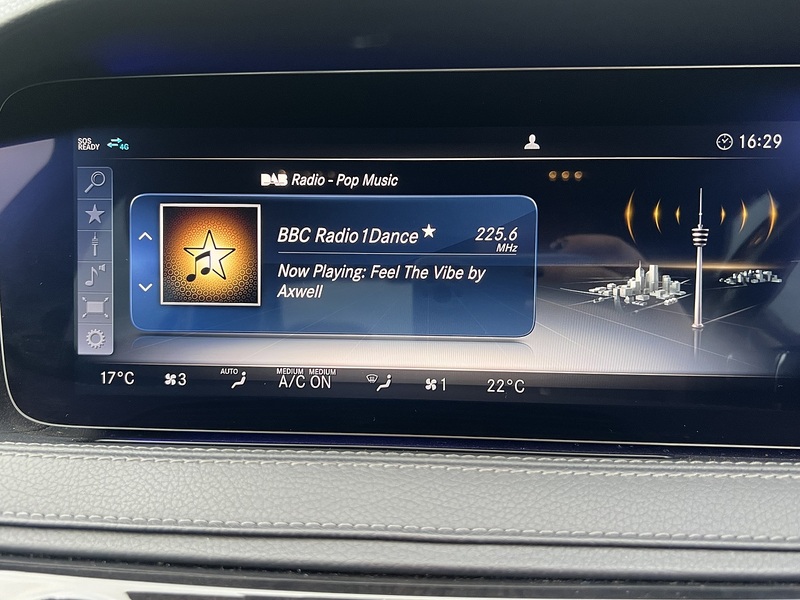 SOS
READY
4G
16:29
DAB Radio - Pop Music
BBC Radio 1Dance
225.6
MHz
Now Playing: Feel The Vibe by
Axwell
17°C
3
AUTO
MEDIUM MEDIUM
A/C ON
1
22°C